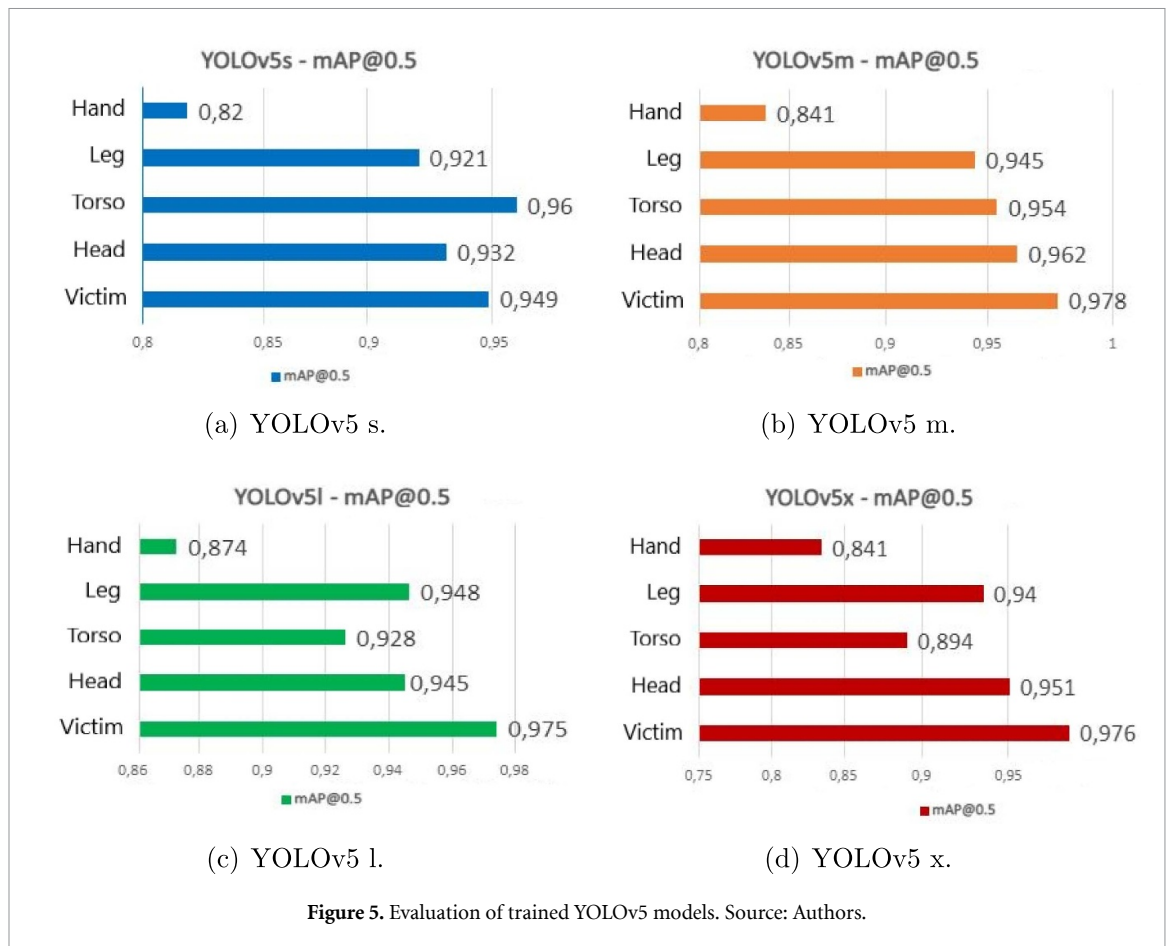 YOLOv5s - mAP@0.5
Hand 0,82
Leg 0,921
Torso 0,96
Head 0,932
Victim 0,949
0,8 0,85 0,9 0,95
mAP@0.5
(a) YOLOv5 s.
YOLOv5m - mAP@0.5
Hand 0,841
Leg 0,945
Torso 0,954
Head 0,962
Victim 0,978
0,8 0,85 0,9 0,95 1
mAP@0.5
(b) YOLOv5 m.
YOLOv5l - mAP@0.5
Hand 0,874
Leg 0,948
Torso 0,928
Head 0,945
Victim 0,975
0,86 0,88 0,9 0,92 0,94 0,96 0,98
mAP@0.5
(c) YOLOv5 l.
YOLOv5x - mAP@0.5
Hand 0,841
Leg 0,94
Torso 0,894
Head 0,951
Victim 0,976
0,75 0,8 0,85 0,9 0,95
mAP@0.5
(d) YOLOv5 x.
Figure 5. Evaluation of trained YOLOv5 models. Source: Authors.